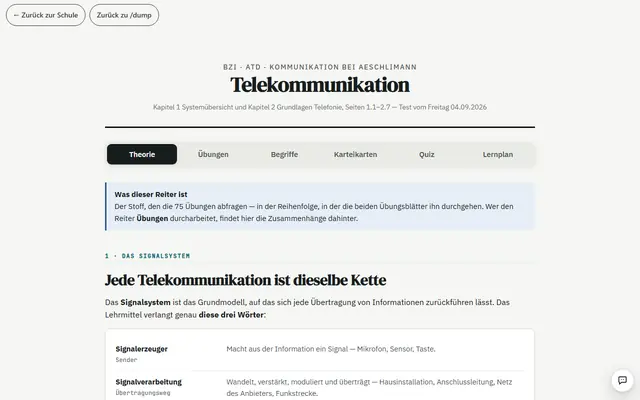 ← Zurück zur Schule
Zurück zu /dump
BZI · ATD · KOMMUNIKATION BEI AESCHLIMANN
Telekommunikation
Kapitel 1 Systemübersicht und Kapitel 2 Grundlagen Telefonie, Seiten 1.1–2.7 — Test vom Freitag 04.09.2026
Theorie
Übungen
Begriffe
Karteikarten
Quiz
Lernplan
Was dieser Reiter ist
Der Stoff, den die 75 Übungen abfragen — in der Reihenfolge, in der die beiden Übungsblätter ihn durchgehen. Wer den
Reiter Übungen durcharbeitet, findet hier die Zusammenhänge dahinter.
1 · DAS SIGNALSYSTEM
Jede Telekommunikation ist dieselbe Kette
Das Signalsystem ist das Grundmodell, auf das sich jede Übertragung von Informationen zurückführen lässt. Das
Lehrmittel verlangt genau diese drei Wörter:
Signalerzeuger
Sender
Macht aus der Information ein Signal — Mikrofon, Sensor, Taste.
Signalverarbeitung
Übertragungsweg
Wandelt, verstärkt, moduliert und überträgt — Hausinstallation, Anschlussleitung, Netz
des Anbieters, Funkstrecke.